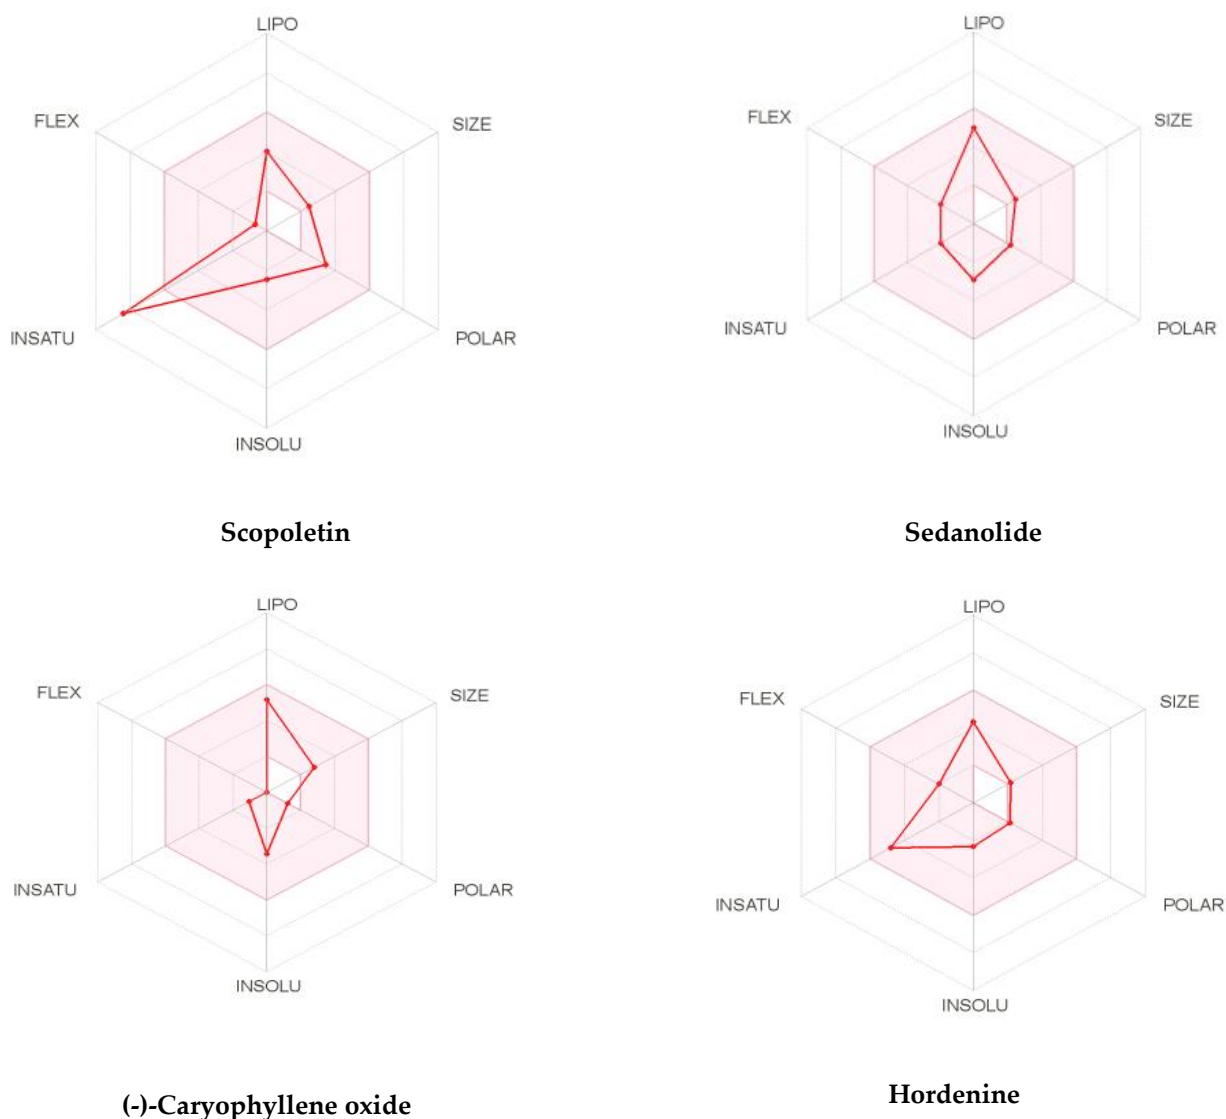 LIPO
FLEX
SIZE
INSATU
POLAR
INSOLU
Scopoletin
LIPO
FLEX
SIZE
INSATU
POLAR
INSOLU
Sedanolide
LIPO
FLEX
SIZE
INSATU
POLAR
INSOLU
(-)-Caryophyllene oxide
LIPO
FLEX
SIZE
INSATU
POLAR
INSOLU
Hordenine